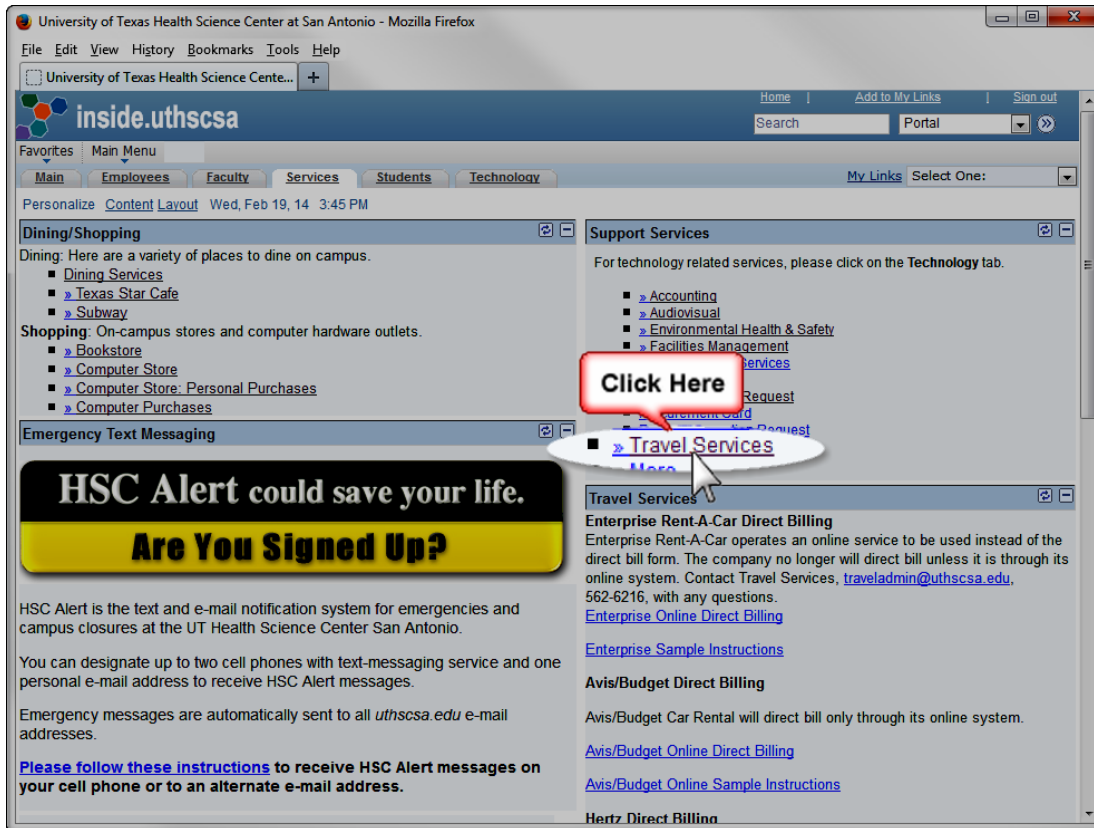 University of Texas Health Science Center at San Antonio - Mozilla Firefox
File Edit View History Bookmarks Tools Help
University of Texas Health Science Cente... +
Home | Add to My Links | Sign out
inside.uthscsa
Search Portal
Favorites Main Menu
Main Employees Faculty Services Students Technology
My Links Select One:
Personalize Content Layout Wed, Feb 19, 14 3:45 PM
Dining/Shopping
Dining: Here are a variety of places to dine on campus.
Dining Services
» Texas Star Cafe
» Subway
Shopping: On-campus stores and computer hardware outlets.
» Bookstore
» Computer Store
» Computer Store: Personal Purchases
» Computer Purchases
Emergency Text Messaging
HSC Alert could save your life.
Are You Signed Up?
HSC Alert is the text and e-mail notification system for emergencies and
campus closures at the UT Health Science Center San Antonio.
You can designate up to two cell phones with text-messaging service and one
personal e-mail address to receive HSC Alert messages.
Emergency messages are automatically sent to all uthscsa.edu e-mail
addresses.
Please follow these instructions to receive HSC Alert messages on
your cell phone or to an alternate e-mail address.
Support Services
For technology related services, please click on the Technology tab.
» Accounting
» Audiovisual
» Environmental Health & Safety
» Facilities Management
Services
Click Here
Request
Card
Request
» Travel Services
More
Travel Services
Enterprise Rent-A-Car Direct Billing
Enterprise Rent-A-Car operates an online service to be used instead of the
direct bill form. The company no longer will direct bill unless it is through its
online system. Contact Travel Services, traveladmin@uthscsa.edu,
562-6216, with any questions.
Enterprise Online Direct Billing
Enterprise Sample Instructions
Avis/Budget Direct Billing
Avis/Budget Car Rental will direct bill only through its online system.
Avis/Budget Online Direct Billing
Avis/Budget Online Sample Instructions
Hertz Direct Billing